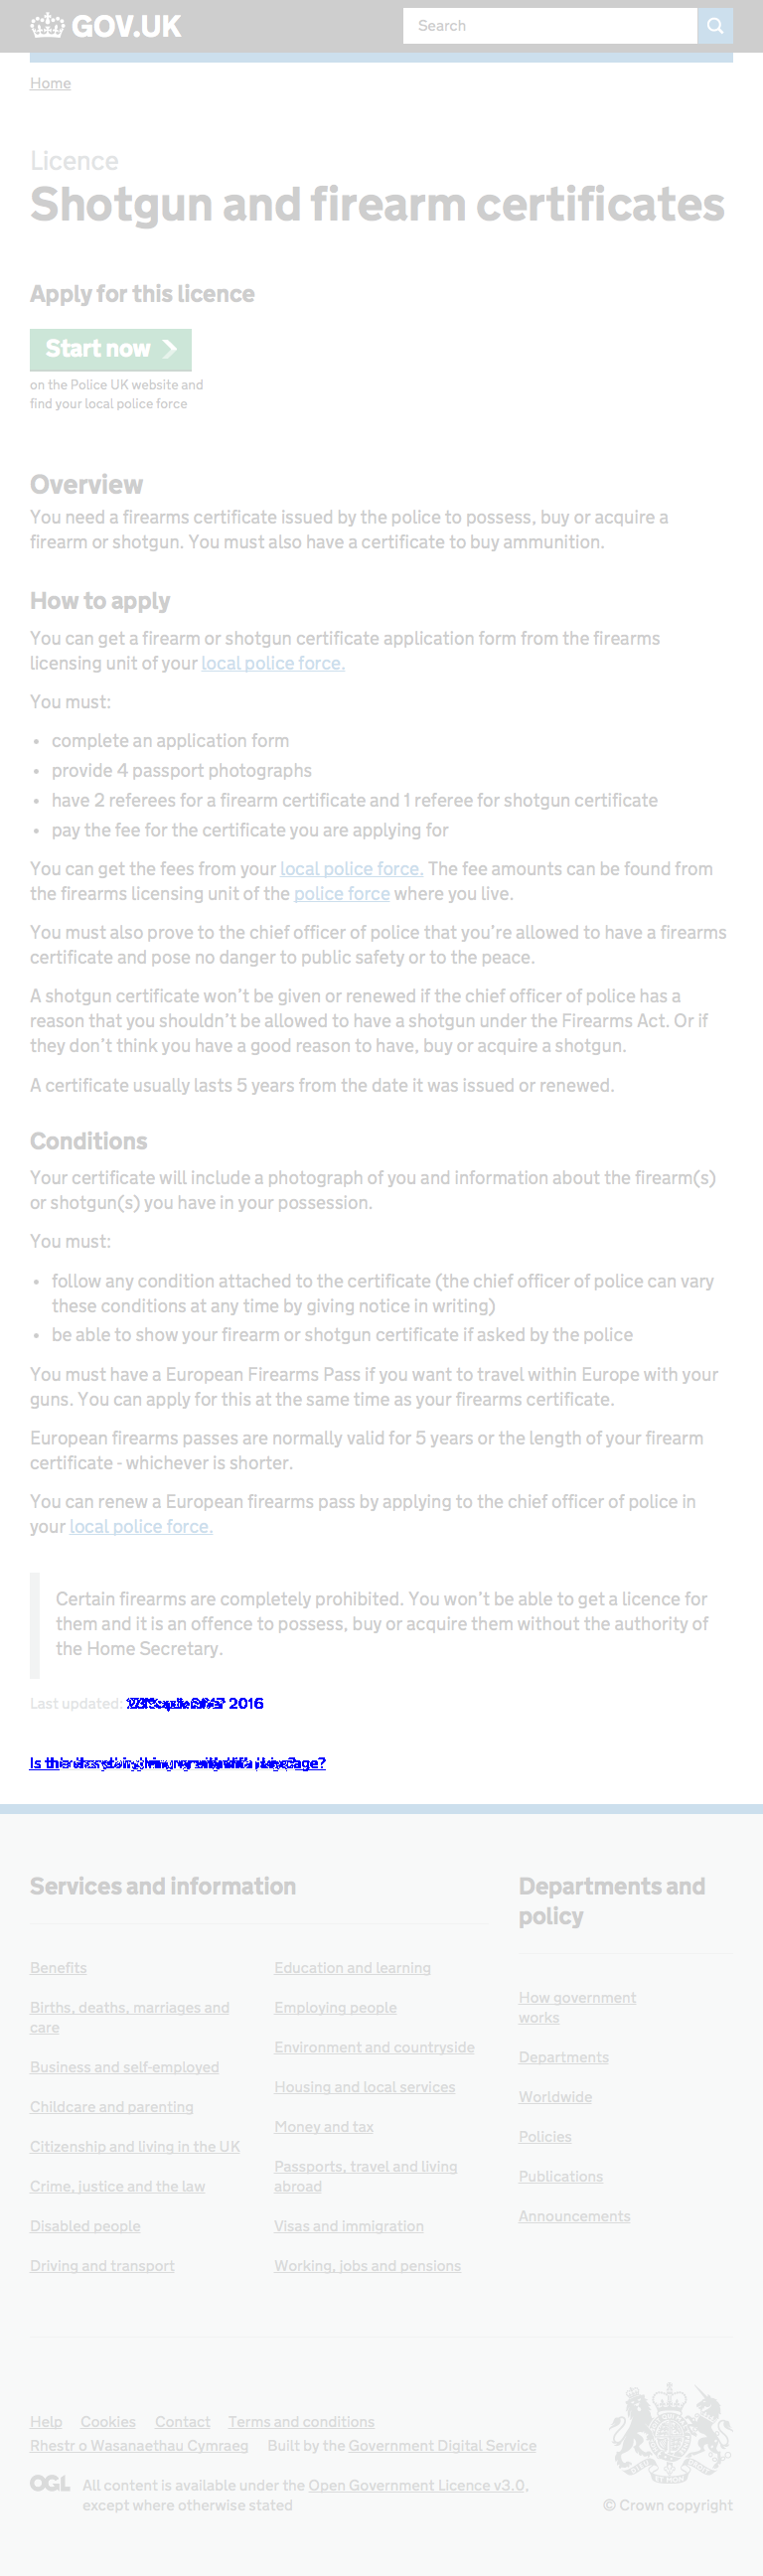 GOV.UK
Search
Home
Licence
Shotgun and firearm certificates
Apply for this licence
Start now
on the Police UK website and
find your local police force
Overview
You need a firearms certificate issued by the police to possess, buy or acquire a
firearm or shotgun. You must also have a certificate to buy ammunition.
How to apply
You can get a firearm or shotgun certificate application form from the firearms
licensing unit of your local police force.
You must:
• complete an application form
• provide 4 passport photographs
• have 2 referees for a firearm certificate and 1 referee for shotgun certificate
• pay the fee for the certificate you are applying for
You can get the fees from your local police force. The fee amounts can be found from
the firearms licensing unit of the police force where you live.
You must also prove to the chief officer of police that you’re allowed to have a firearms
certificate and pose no danger to public safety or to the peace.
A shotgun certificate won’t be given or renewed if the chief officer of police has a
reason that you shouldn’t be allowed to have a shotgun under the Firearms Act. Or if
they don’t think you have a good reason to have, buy or acquire a shotgun.
A certificate usually lasts 5 years from the date it was issued or renewed.
Conditions
Your certificate will include a photograph of you and information about the firearm(s)
or shotgun(s) you have in your possession.
You must:
• follow any condition attached to the certificate (the chief officer of police can vary
these conditions at any time by giving notice in writing)
• be able to show your firearm or shotgun certificate if asked by the police
You must have a European Firearms Pass if you want to travel within Europe with your
guns. You can apply for this at the same time as your firearms certificate.
European firearms passes are normally valid for 5 years or the length of your firearm
certificate - whichever is shorter.
You can renew a European firearms pass by applying to the chief officer of police in
your local police force.
Certain firearms are completely prohibited. You won’t be able to get a licence for
them and it is an offence to possess, buy or acquire them without the authority of
the Home Secretary.
Last updated: 2016
Services and information
Benefits
Births, deaths, marriages and
care
Business and self-employed
Childcare and parenting
Citizenship and living in the UK
Crime, justice and the law
Disabled people
Driving and transport
Education and learning
Employing people
Environment and countryside
Housing and local services
Money and tax
Passports, travel and living
abroad
Visas and immigration
Working, jobs and pensions
Departments and
policy
How government
works
Departments
Worldwide
Policies
Publications
Announcements
Help Cookies Contact Terms and conditions
Rhestr o Wasanaethau Cymraeg Built by the Government Digital Service
OGL All content is available under the Open Government Licence v3.0,
except where otherwise stated
© Crown copyright